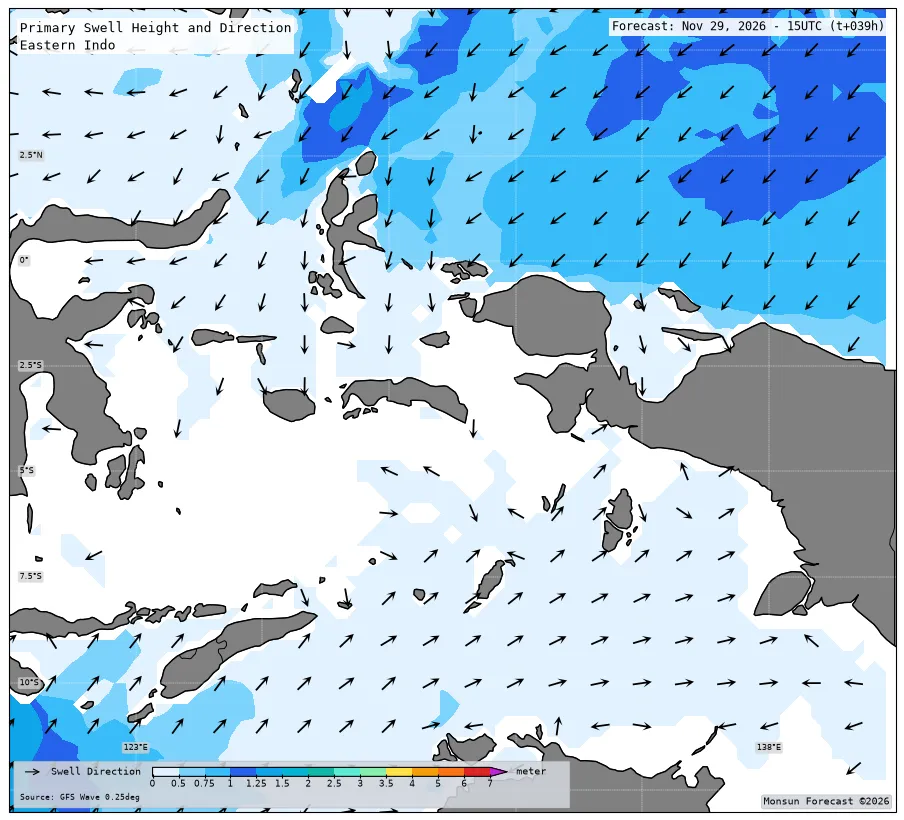 Primary Swell Height and Direction
Eastern Indo
Forecast: Nov 29, 2026 - 15UTC (t+039h)
2.5°N
0°
2.5°S
5°S
7.5°S
10°S
123°E
138°E
Swell Direction
meter
0 0.5 0.75 1 1.25 1.5 2 2.5 3 3.5 4 5 6 7
Source: GFS Wave 0.25deg
Monsun Forecast ©2026